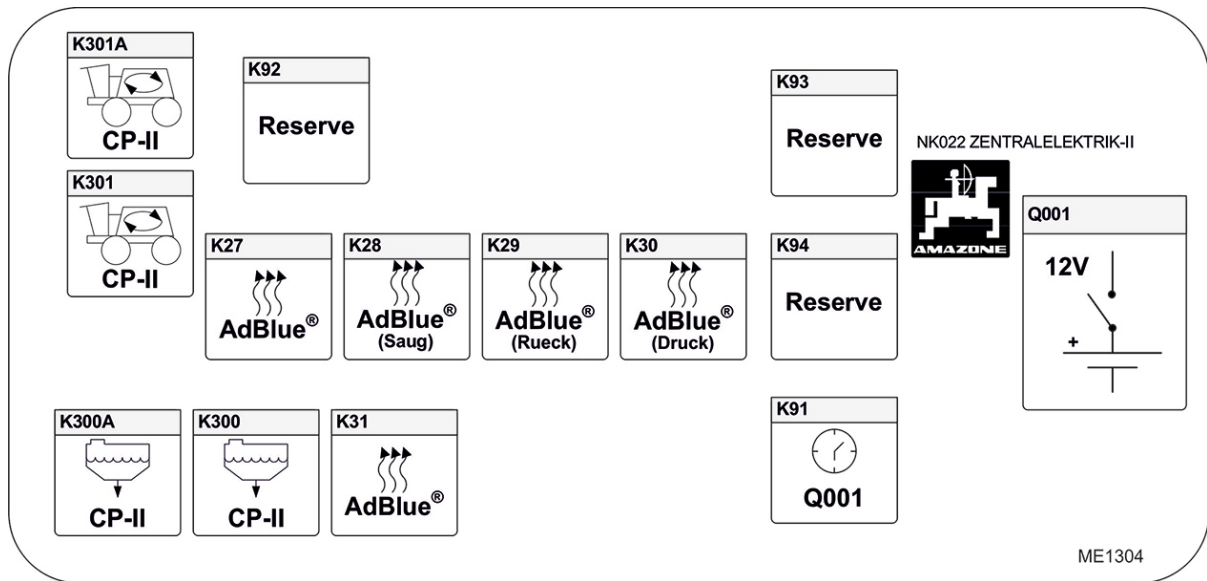 K301A
CP-II
K92
Reserve
K93
Reserve
NK022 ZENTRALELEKTRIK-II
AMAZONE
K301
CP-II
Q001
12V
+
K27
AdBlue®
K28
AdBlue®
(Saug)
K29
AdBlue®
(Rueck)
K30
AdBlue®
(Druck)
K94
Reserve
K300A
CP-II
K300
CP-II
K31
AdBlue®
K91
Q001
ME1304